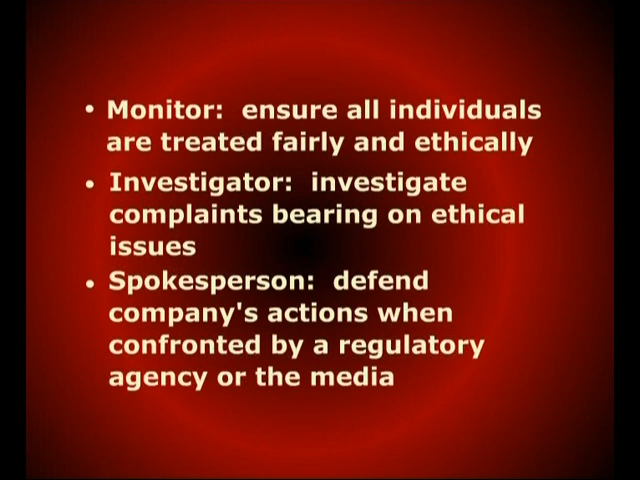 • Monitor:  ensure all individuals
are treated fairly and ethically
• Investigator:  investigate
complaints bearing on ethical
issues
• Spokesperson:  defend
company's actions when
confronted by a regulatory
agency or the media